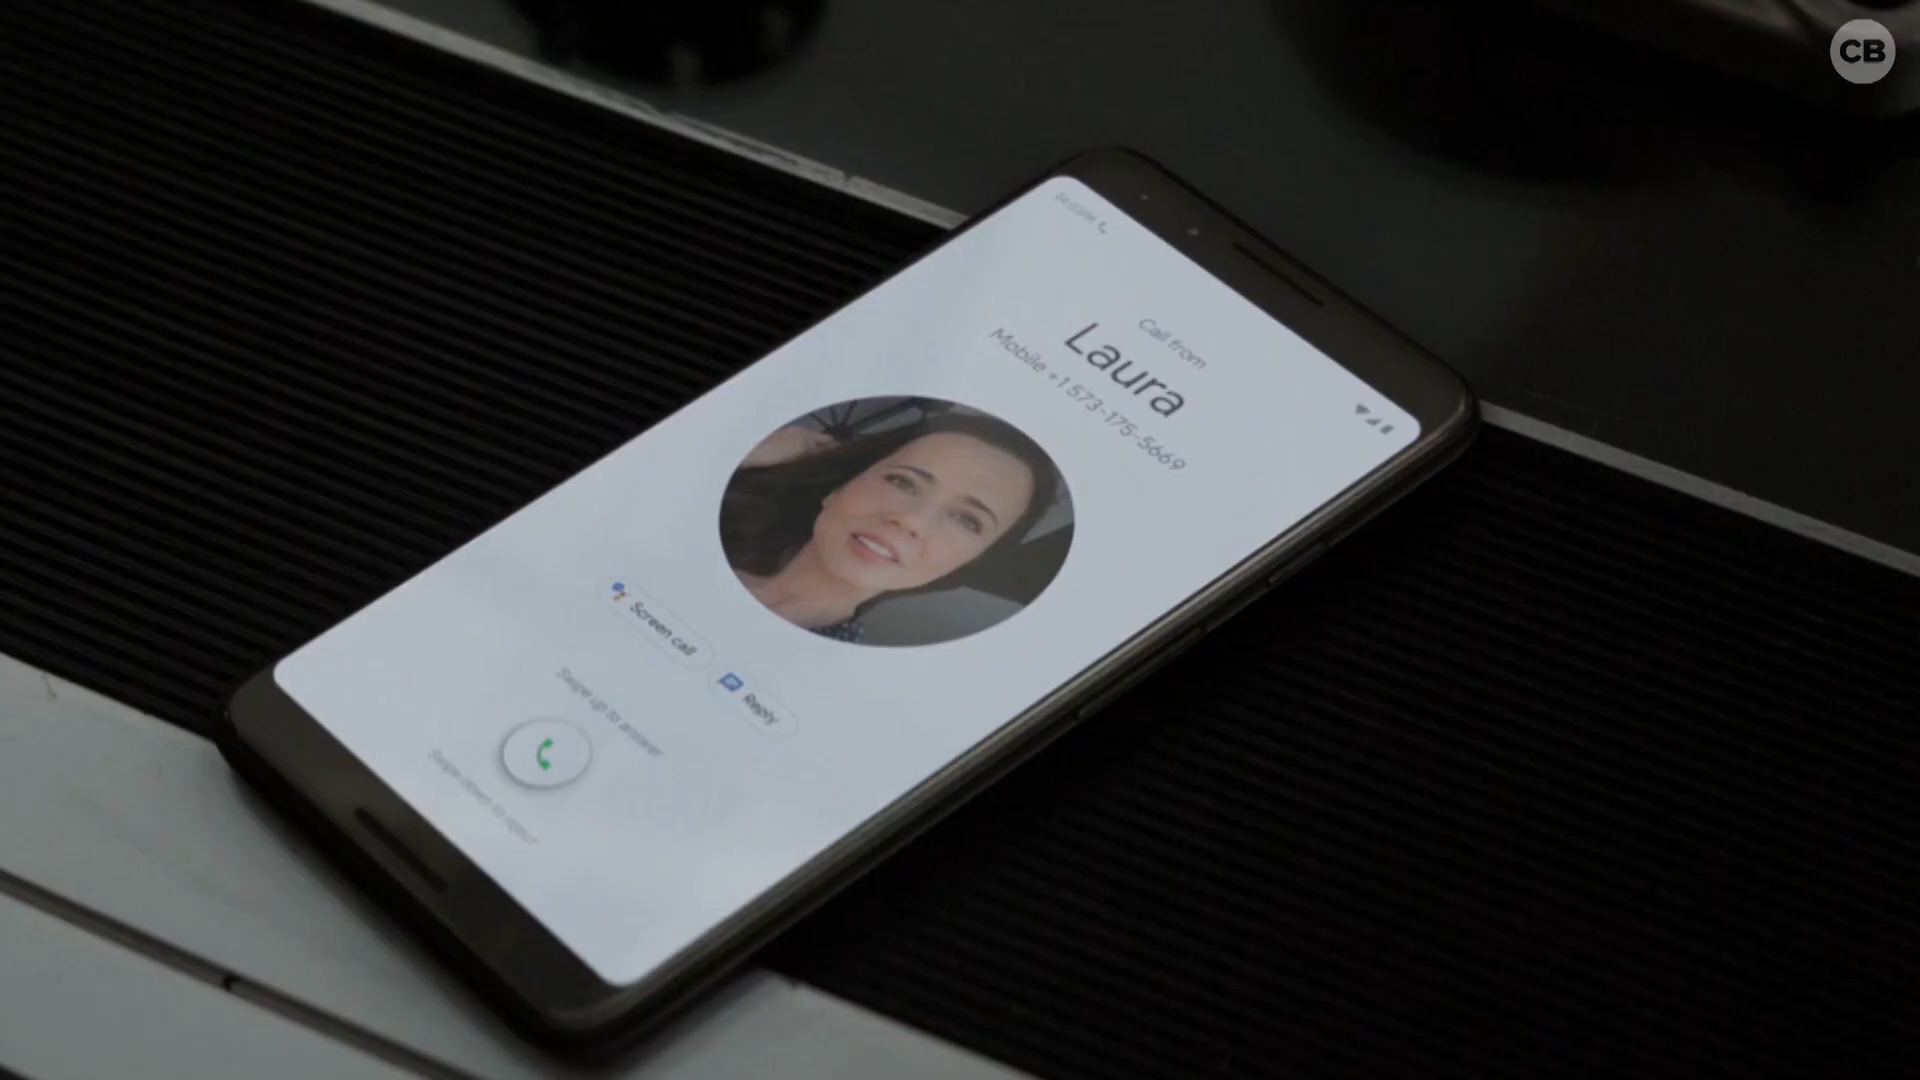 CB
Call from
Laura
Mobile +1 573-175-5669
Screen call
Reply
Swipe up to answer
Swipe down to reject